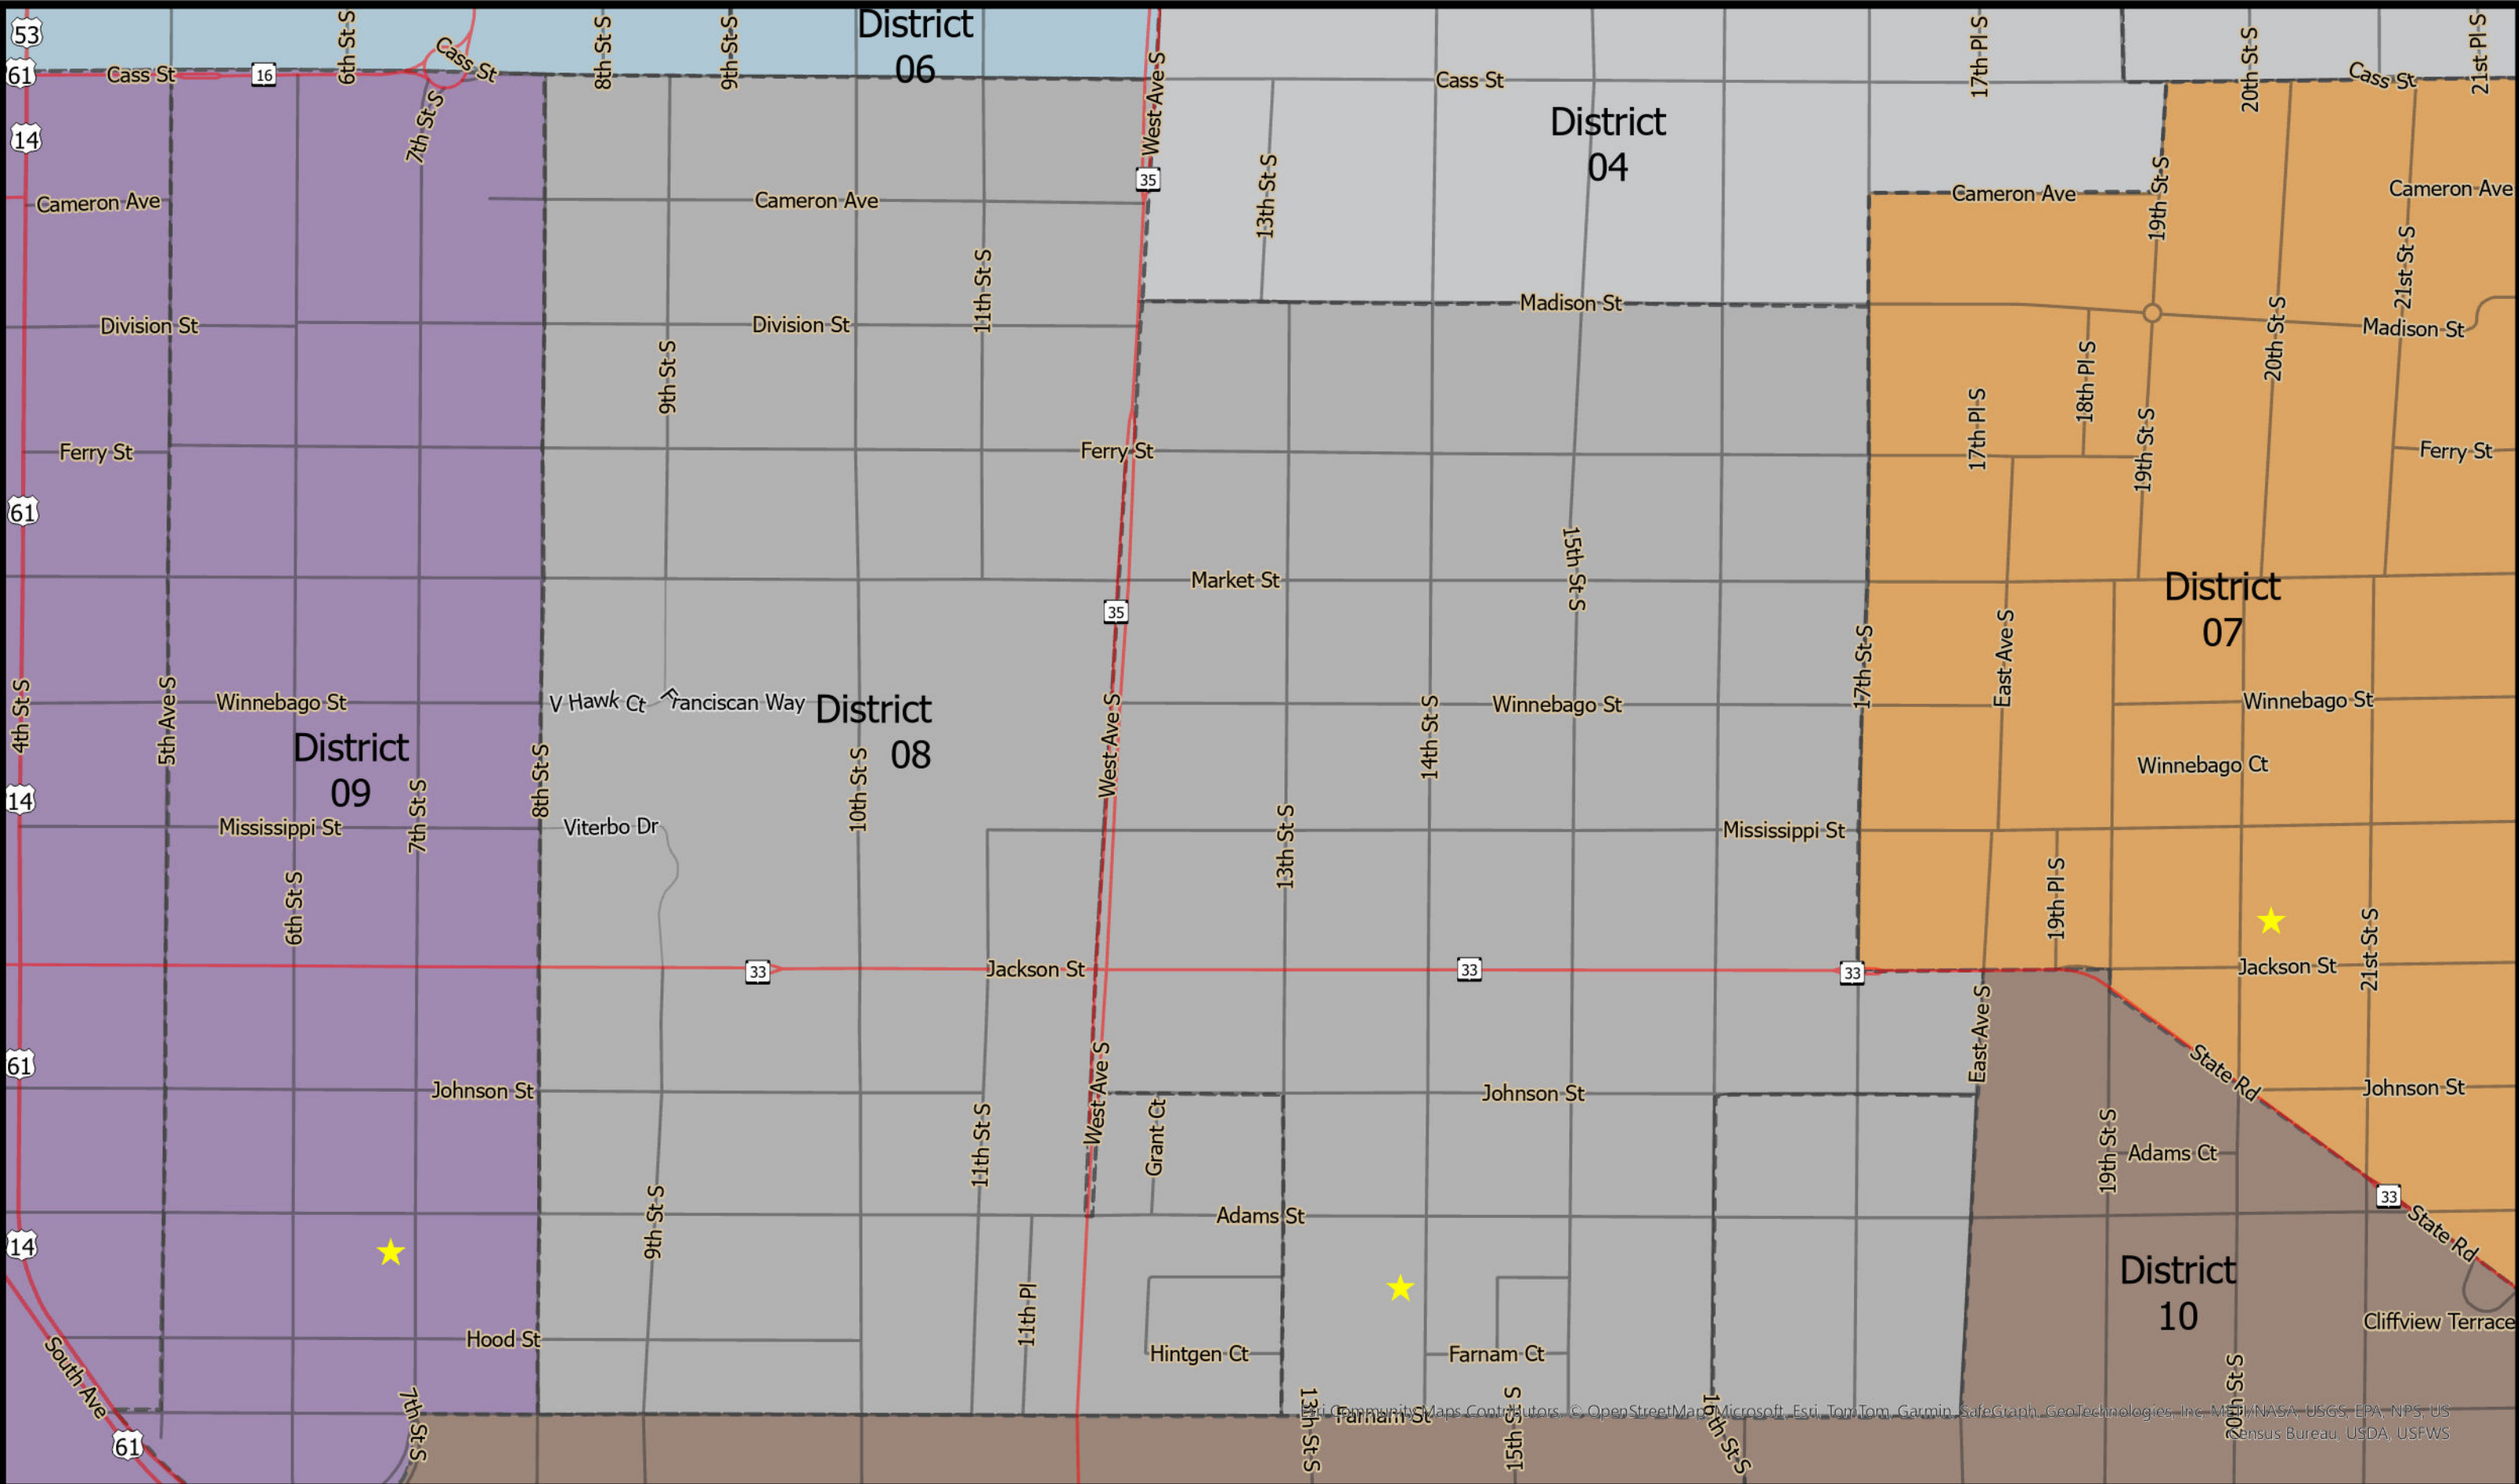 53
6th St S
8th St S
9th St S
District
06
17th Pl S
20th St S
21st Pl S
61
Cass St
16
Cass St
West Ave S
Cass St
Cass St
14
7th St S
District
04
35
13th St S
Cameron Ave
19th St S
Cameron Ave
Cameron Ave
Cameron Ave
11th St S
21st St S
Madison St
Division St
Division St
20th St S
Madison St
9th St S
18th Pl S
17th Pl S
19th St S
Ferry St
Ferry St
Ferry St
61
15th St S
Market St
District
07
35
17th St S
East Ave S
4th St S
5th Ave S
Winnebago St
V Hawk Ct
Franciscan Way
District
08
West Ave S
14th St S
Winnebago St
Winnebago St
District
09
Winnebago Ct
14
8th St S
10th St S
7th St S
Mississippi St
Viterbo Dr
13th St S
Mississippi St
6th St S
19th Pl S
21st St S
33
Jackson St
33
33
Jackson St
East Ave S
61
West Ave S
State Rd
Johnson St
Johnson St
Johnson St
West Ave S
11th St S
Grant Ct
19th St S
Adams Ct
33
9th St S
Adams St
State Rd
14
District
10
11th Pl
Cliffview Terrace
Hood St
Hintgen Ct
Farnam Ct
South Ave
20th St S
7th St S
13th St S
Farnam St
15th St S
16th St S
Esri Community Maps Contributors, © OpenStreetMap, Microsoft, Esri, TomTom, Garmin, SafeGraph, GeoTechnologies, Inc, METI/NASA, USGS, EPA, NPS, US
Census Bureau, USDA, USFWS
61